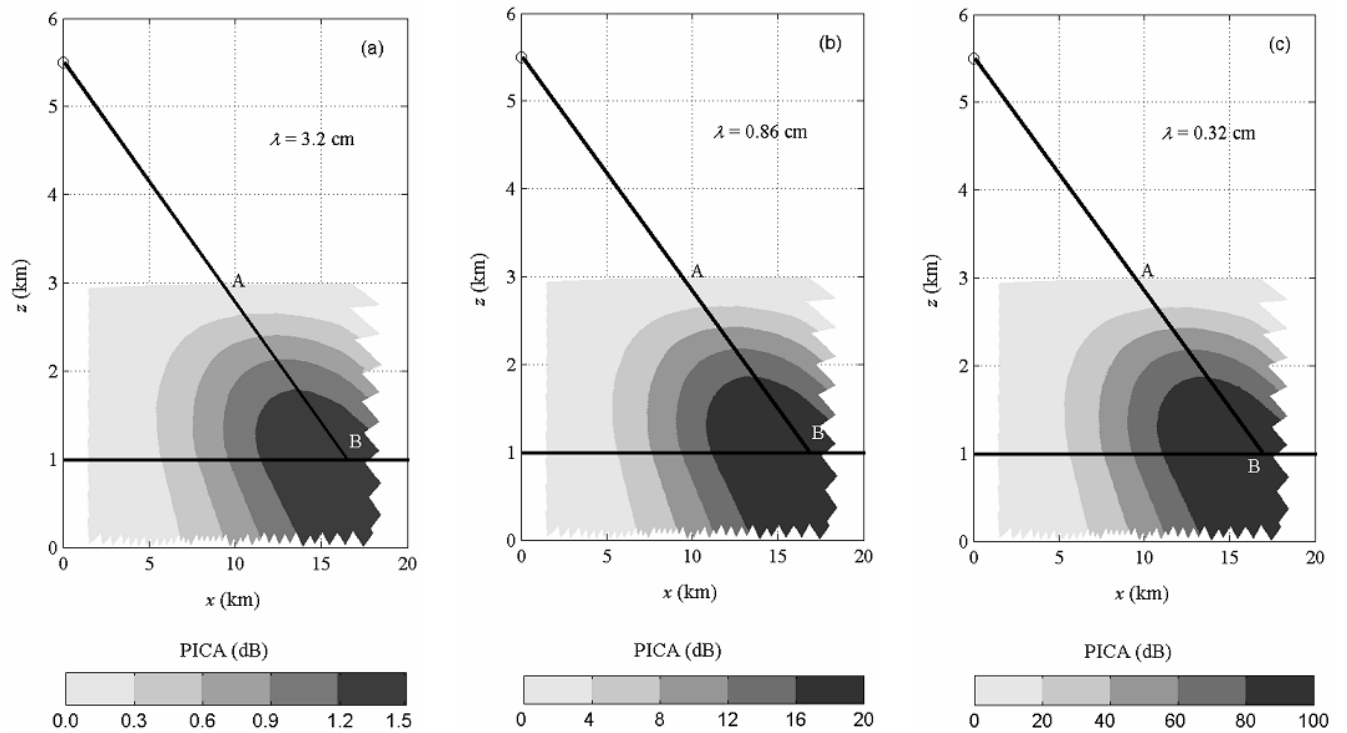 6
5
4
3
2
1
0
z (km)
(a)
λ = 3.2 cm
A
B
0 5 10 15 20
x (km)
PICA (dB)
0.0 0.3 0.6 0.9 1.2 1.5
6
5
4
3
2
1
0
z (km)
(b)
λ = 0.86 cm
A
B
0 5 10 15 20
x (km)
PICA (dB)
0 4 8 12 16 20
6
5
4
3
2
1
0
z (km)
(c)
λ = 0.32 cm
A
B
0 5 10 15 20
x (km)
PICA (dB)
0 20 40 60 80 100